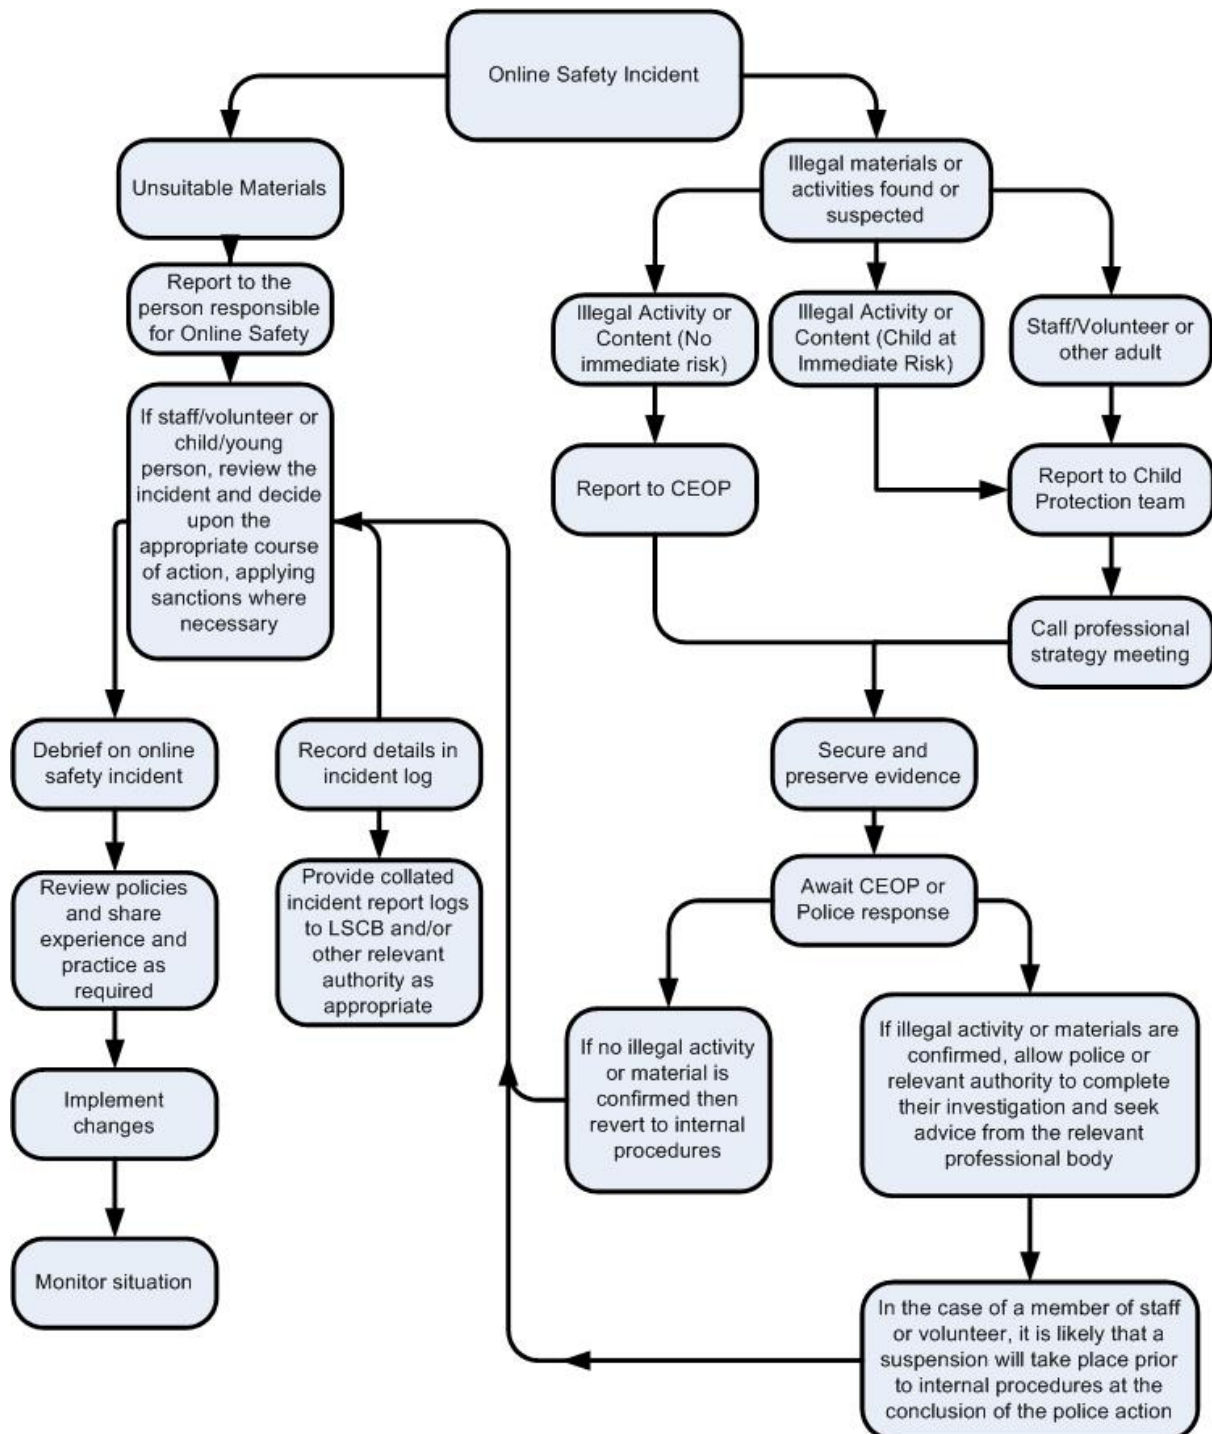 Online Safety Incident
Unsuitable Materials
Illegal materials or
activities found or
suspected
Report to the
person responsible
for Online Safety
Illegal Activity or
Content (No
immediate risk)
Illegal Activity or
Content (Child at
Immediate Risk)
Staff/Volunteer or
other adult
If staff/volunteer or
child/young
person, review the
incident and decide
upon the
appropriate course
of action, applying
sanctions where
necessary
Report to CEOP
Report to Child
Protection team
Call professional
strategy meeting
Debrief on online
safety incident
Record details in
incident log
Secure and
preserve evidence
Review policies
and share
experience and
practice as
required
Provide collated
incident report logs
to LSCB and/or
other relevant
authority as
appropriate
Await CEOP or
Police response
If no illegal activity
or material is
confirmed then
revert to internal
procedures
If illegal activity or materials are
confirmed, allow police or
relevant authority to complete
their investigation and seek
advice from the relevant
professional body
Implement
changes
Monitor situation
In the case of a member of staff
or volunteer, it is likely that a
suspension will take place prior
to internal procedures at the
conclusion of the police action